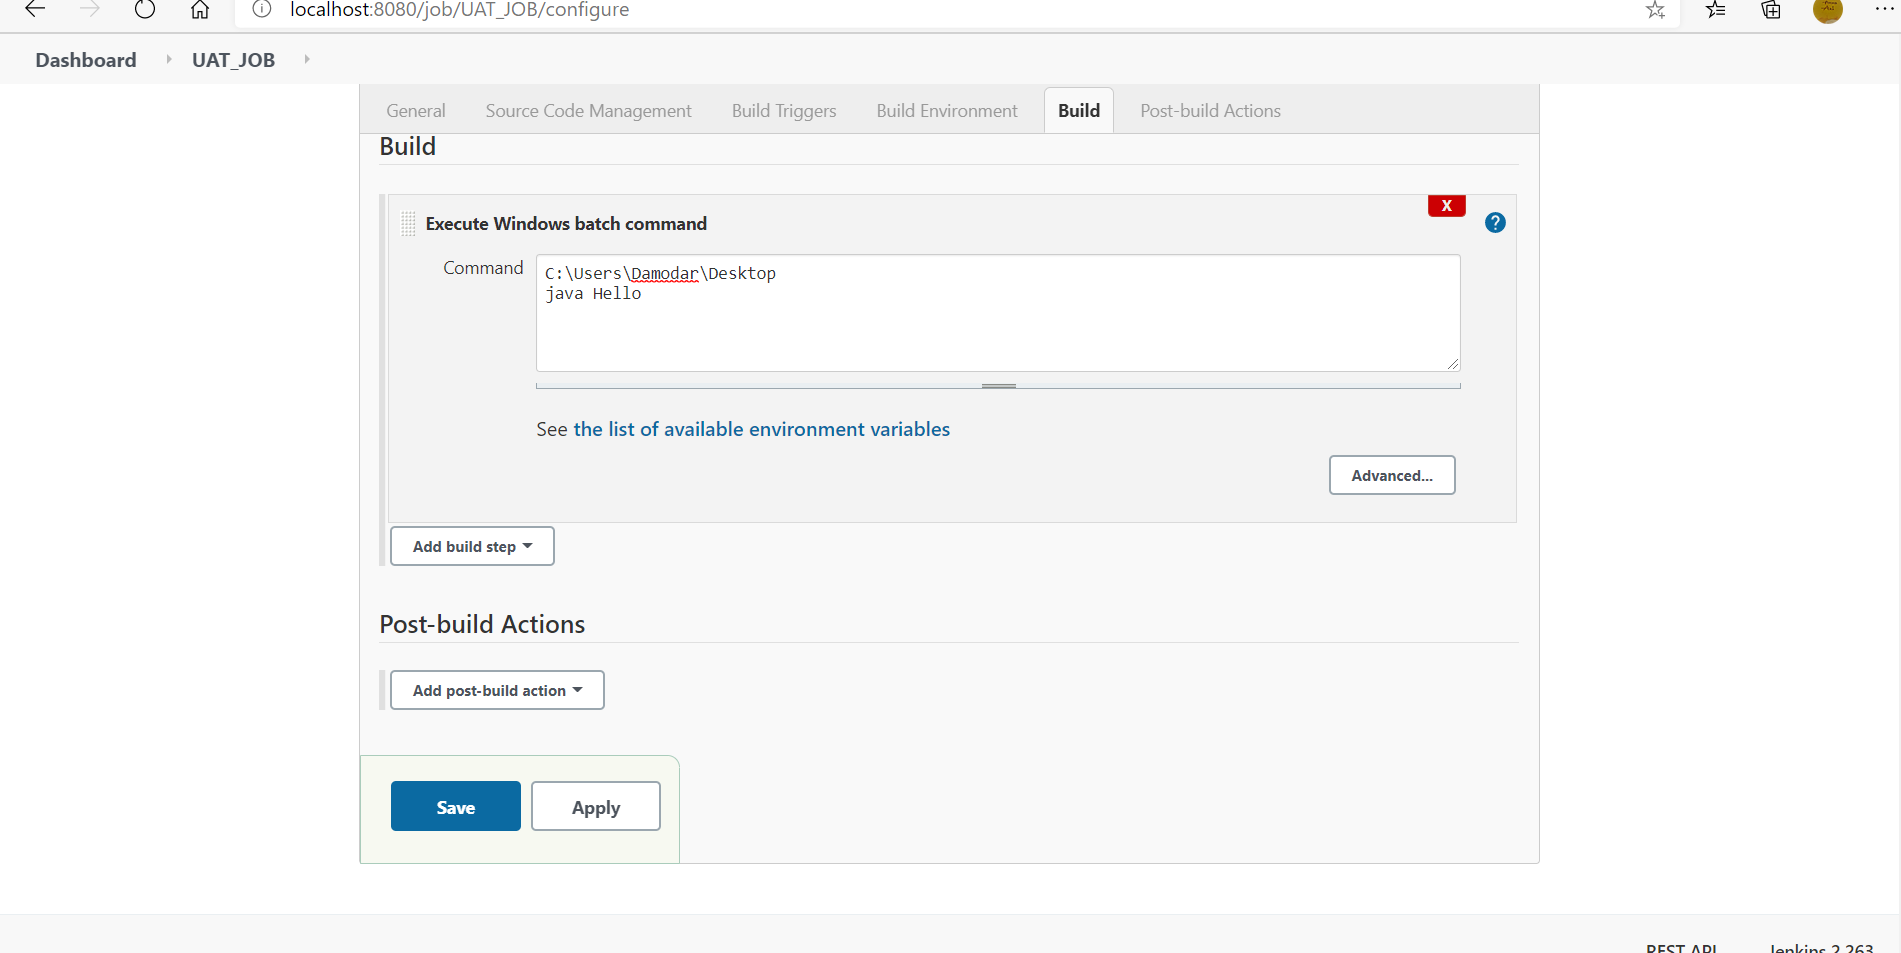 localhost:8080/job/UAT_JOB/configure
Dashboard UAT_JOB
General Source Code Management Build Triggers Build Environment Build Post-build Actions
Build
X
Execute Windows batch command ?
Command
C:\Users\Damodar\Desktop
java Hello
See the list of available environment variables
Advanced...
Add build step
Post-build Actions
Add post-build action
Save Apply
REST API Jenkins 2.263